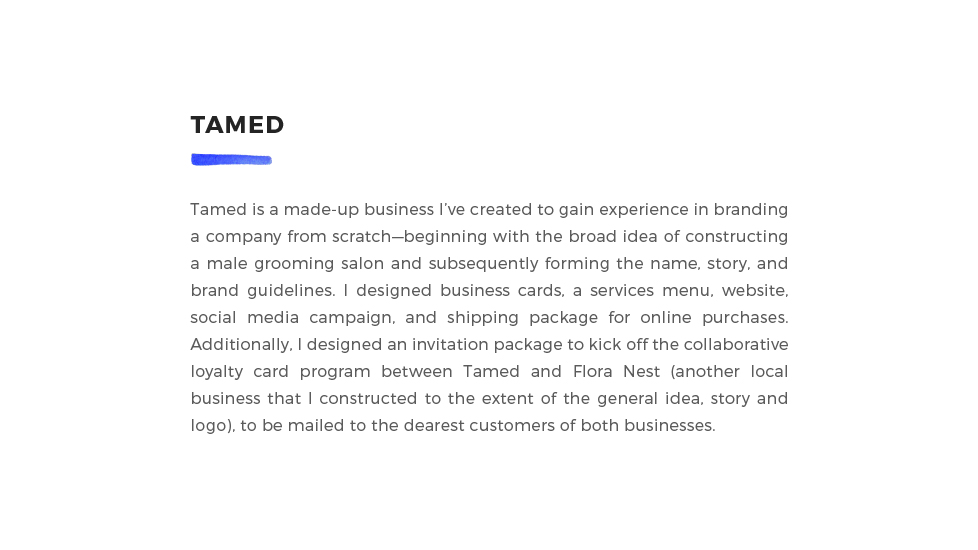 TAMED
Tamed is a made-up business I’ve created to gain experience in branding
a company from scratch—beginning with the broad idea of constructing
a male grooming salon and subsequently forming the name, story, and
brand guidelines. I designed business cards, a services menu, website,
social media campaign, and shipping package for online purchases.
Additionally, I designed an invitation package to kick off the collaborative
loyalty card program between Tamed and Flora Nest (another local
business that I constructed to the extent of the general idea, story and
logo), to be mailed to the dearest customers of both businesses.